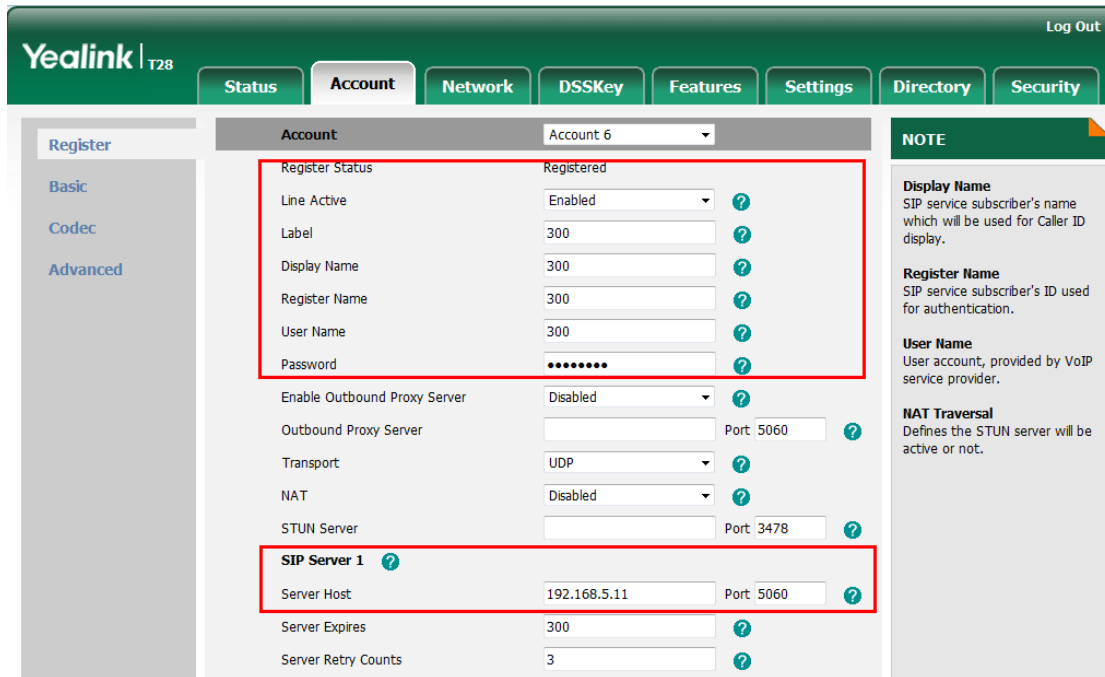 Log Out
Yealink T28
Status Account Network DSSKey Features Settings Directory Security
Register
Basic
Codec
Advanced
Account Account 6
Register Status Registered
Line Active Enabled ?
Label 300 ?
Display Name 300 ?
Register Name 300 ?
User Name 300 ?
Password •••••••• ?
Enable Outbound Proxy Server Disabled ?
Outbound Proxy Server Port 5060 ?
Transport UDP ?
NAT Disabled ?
STUN Server Port 3478 ?
SIP Server 1 ?
Server Host 192.168.5.11 Port 5060 ?
Server Expires 300 ?
Server Retry Counts 3 ?
NOTE
Display Name
SIP service subscriber's name
which will be used for Caller ID
display.
Register Name
SIP service subscriber's ID used
for authentication.
User Name
User account, provided by VoIP
service provider.
NAT Traversal
Defines the STUN server will be
active or not.